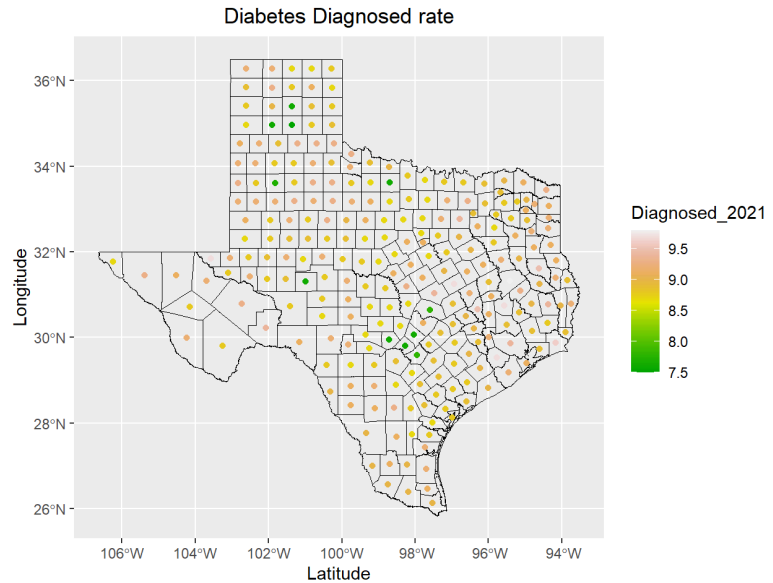 Diabetes Diagnosed rate
36°N
34°N
32°N
30°N
28°N
26°N
Longitude
106°W
104°W
102°W
100°W
98°W
96°W
94°W
Latitude
Diagnosed_2021
9.5
9.0
8.5
8.0
7.5